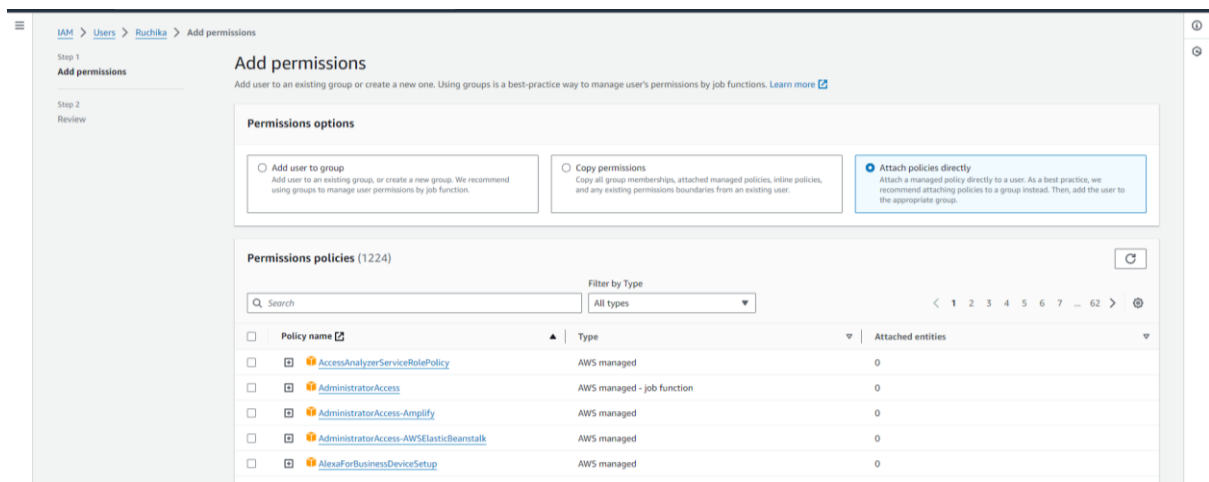 IAM > Users > Ruchika > Add permissions
Step 1
Add permissions
Step 2
Review
Add permissions
Add user to an existing group or create a new one. Using groups is a best-practice way to manage user's permissions by job functions. Learn more
Permissions options
Add user to group
Add user to an existing group, or create a new group. We recommend
using groups to manage user permissions by job function.
Copy permissions
Copy all group memberships, attached managed policies, inline policies,
and any existing permissions boundaries from an existing user.
Attach policies directly
Attach a managed policy directly to a user. As a best practice, we
recommend attaching policies to a group instead. Then, add the user to
the appropriate group.
Permissions policies (1224)
Filter by Type
Search
All types
< 1 2 3 4 5 6 7 ... 62 >
Policy name Type Attached entities
AccessAnalyzerServiceRolePolicy AWS managed 0
AdministratorAccess AWS managed - job function 0
AdministratorAccess-Amplify AWS managed 0
AdministratorAccess-AWSElasticBeanstalk AWS managed 0
AlexaForBusinessDeviceSetup AWS managed 0